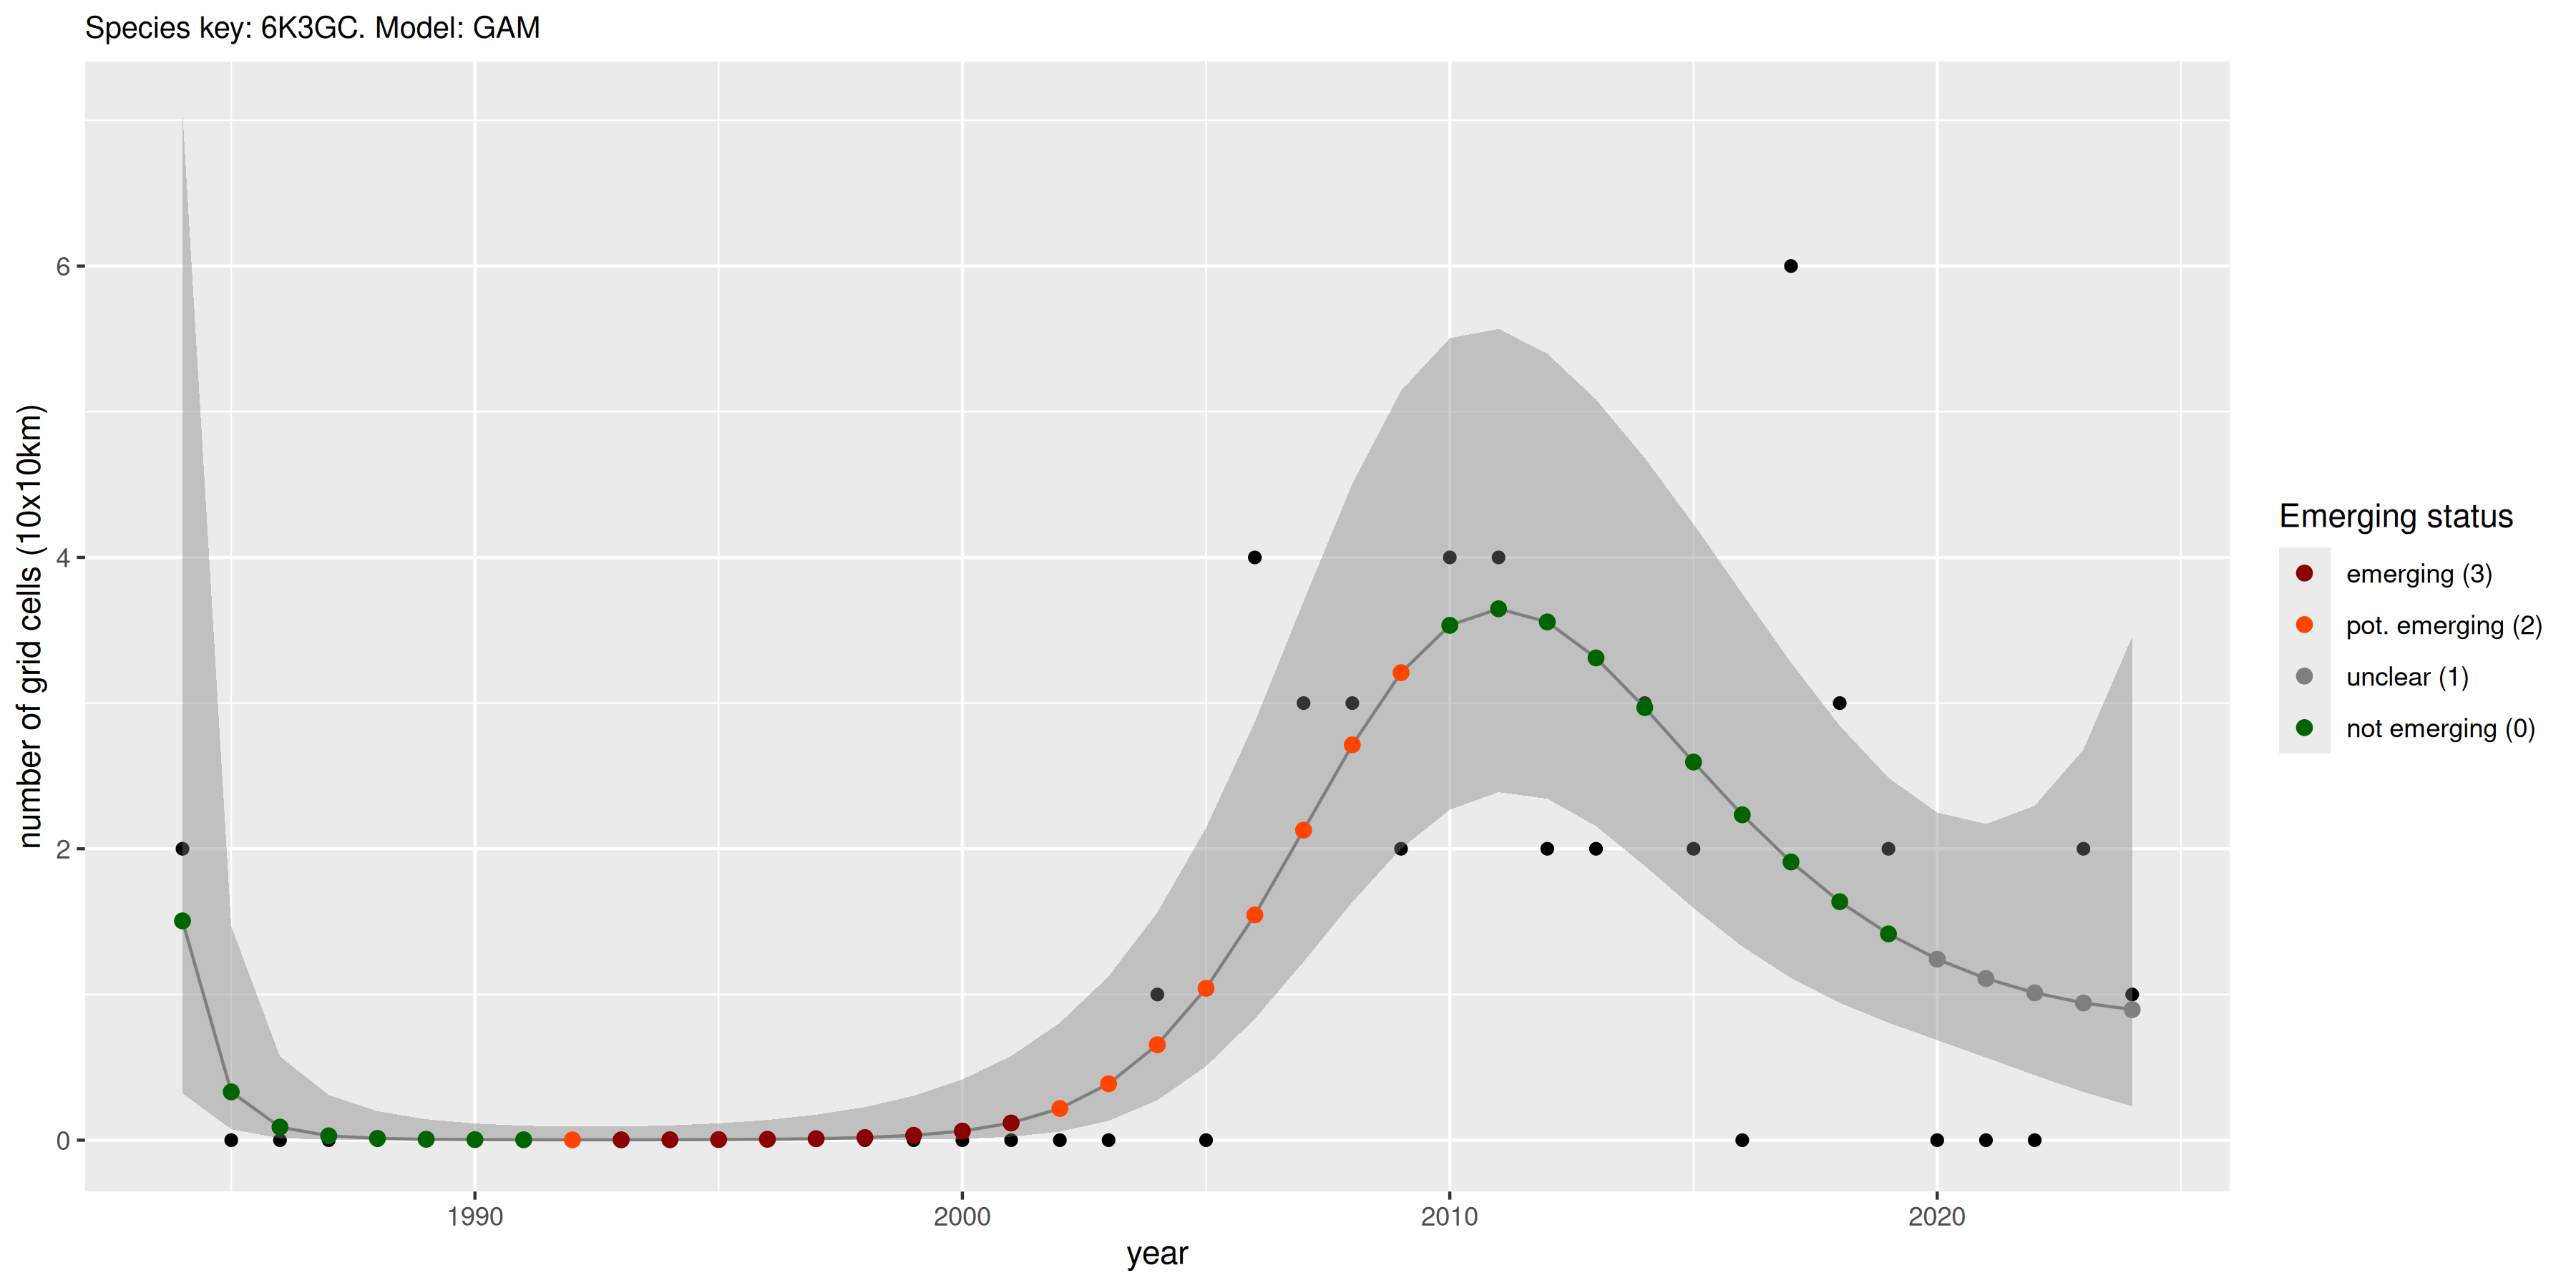 Species key: 6K3GC. Model: GAM
number of grid cells (10x10km)
6
4
2
0
1990
2000
2010
2020
year
Emerging status
emerging (3)
pot. emerging (2)
unclear (1)
not emerging (0)